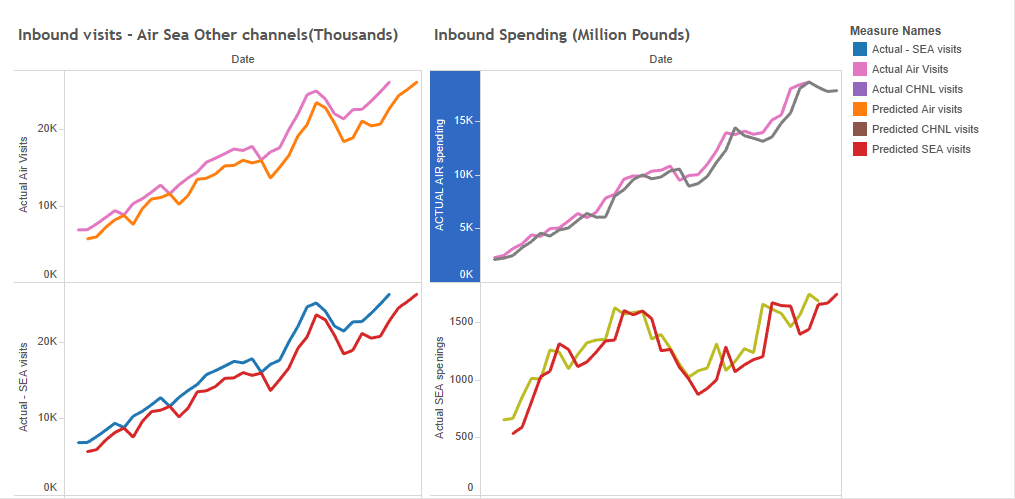 Inbound visits - Air Sea Other channels(Thousands)
Date
Actual Air Visits
20K
10K
0K
Actual - SEA visits
20K
10K
0K
Inbound Spending (Million Pounds)
Date
ACTUAL AIR spending
15K
10K
5K
0K
Actual SEA spenings
1500
1000
500
0
Measure Names
Actual - SEA visits
Actual Air Visits
Actual CHNL visits
Predicted Air visits
Predicted CHNL visits
Predicted SEA visits